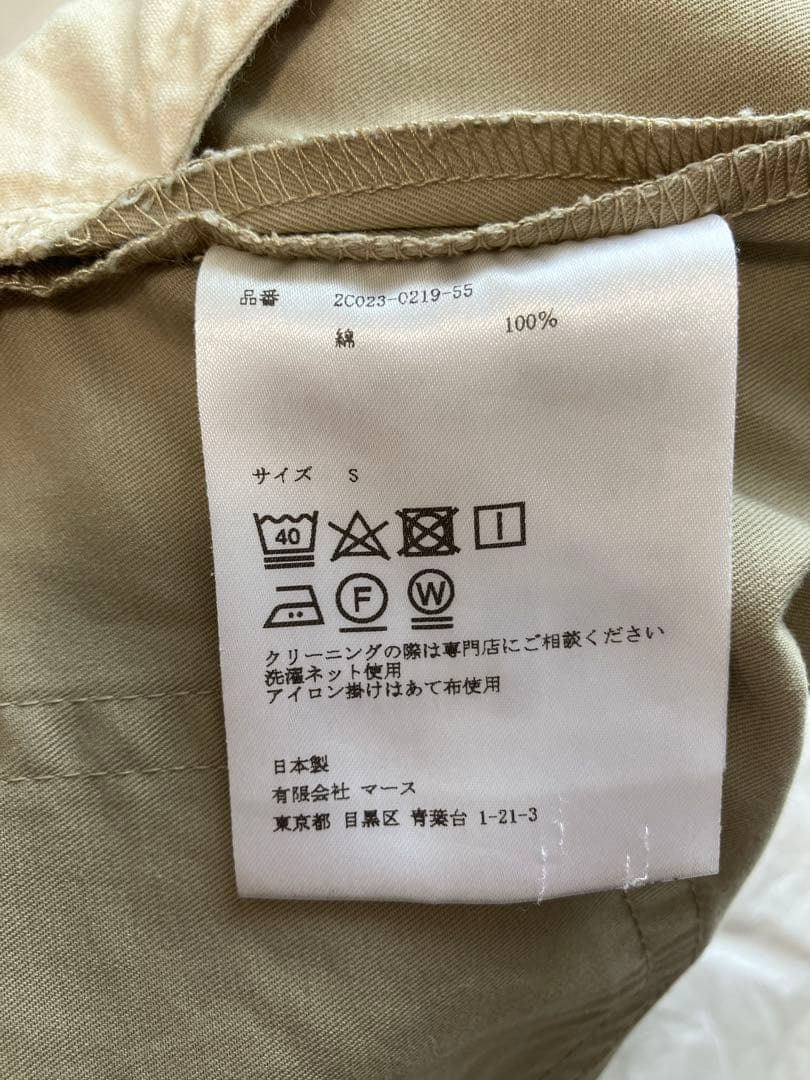 品番 2C023-0219-55
綿 100%
サイズ S
40
F W
クリーニングの際は専門店にご相談ください
洗濯ネット使用
アイロン掛けはあて布使用
日本製
有限会社 マース
東京都 目黒区 青葉台 1-21-3